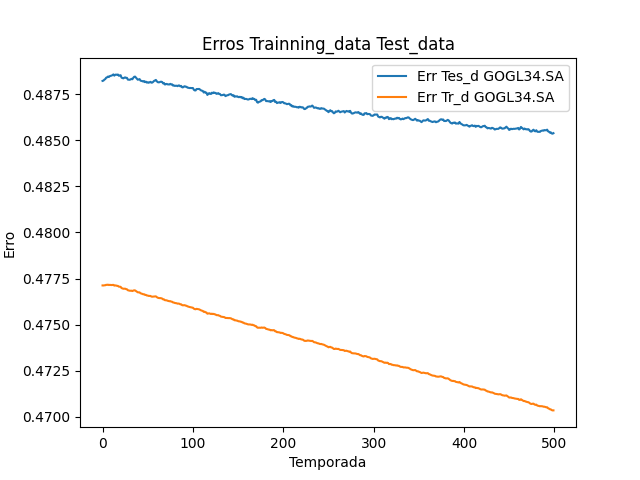 Erros Trainning_data Test_data
Err Tes_d GOGL34.SA
Err Tr_d GOGL34.SA
0.4875
0.4850
0.4825
0.4800
0.4775
0.4750
0.4725
0.4700
Erro
0 100 200 300 400 500
Temporada